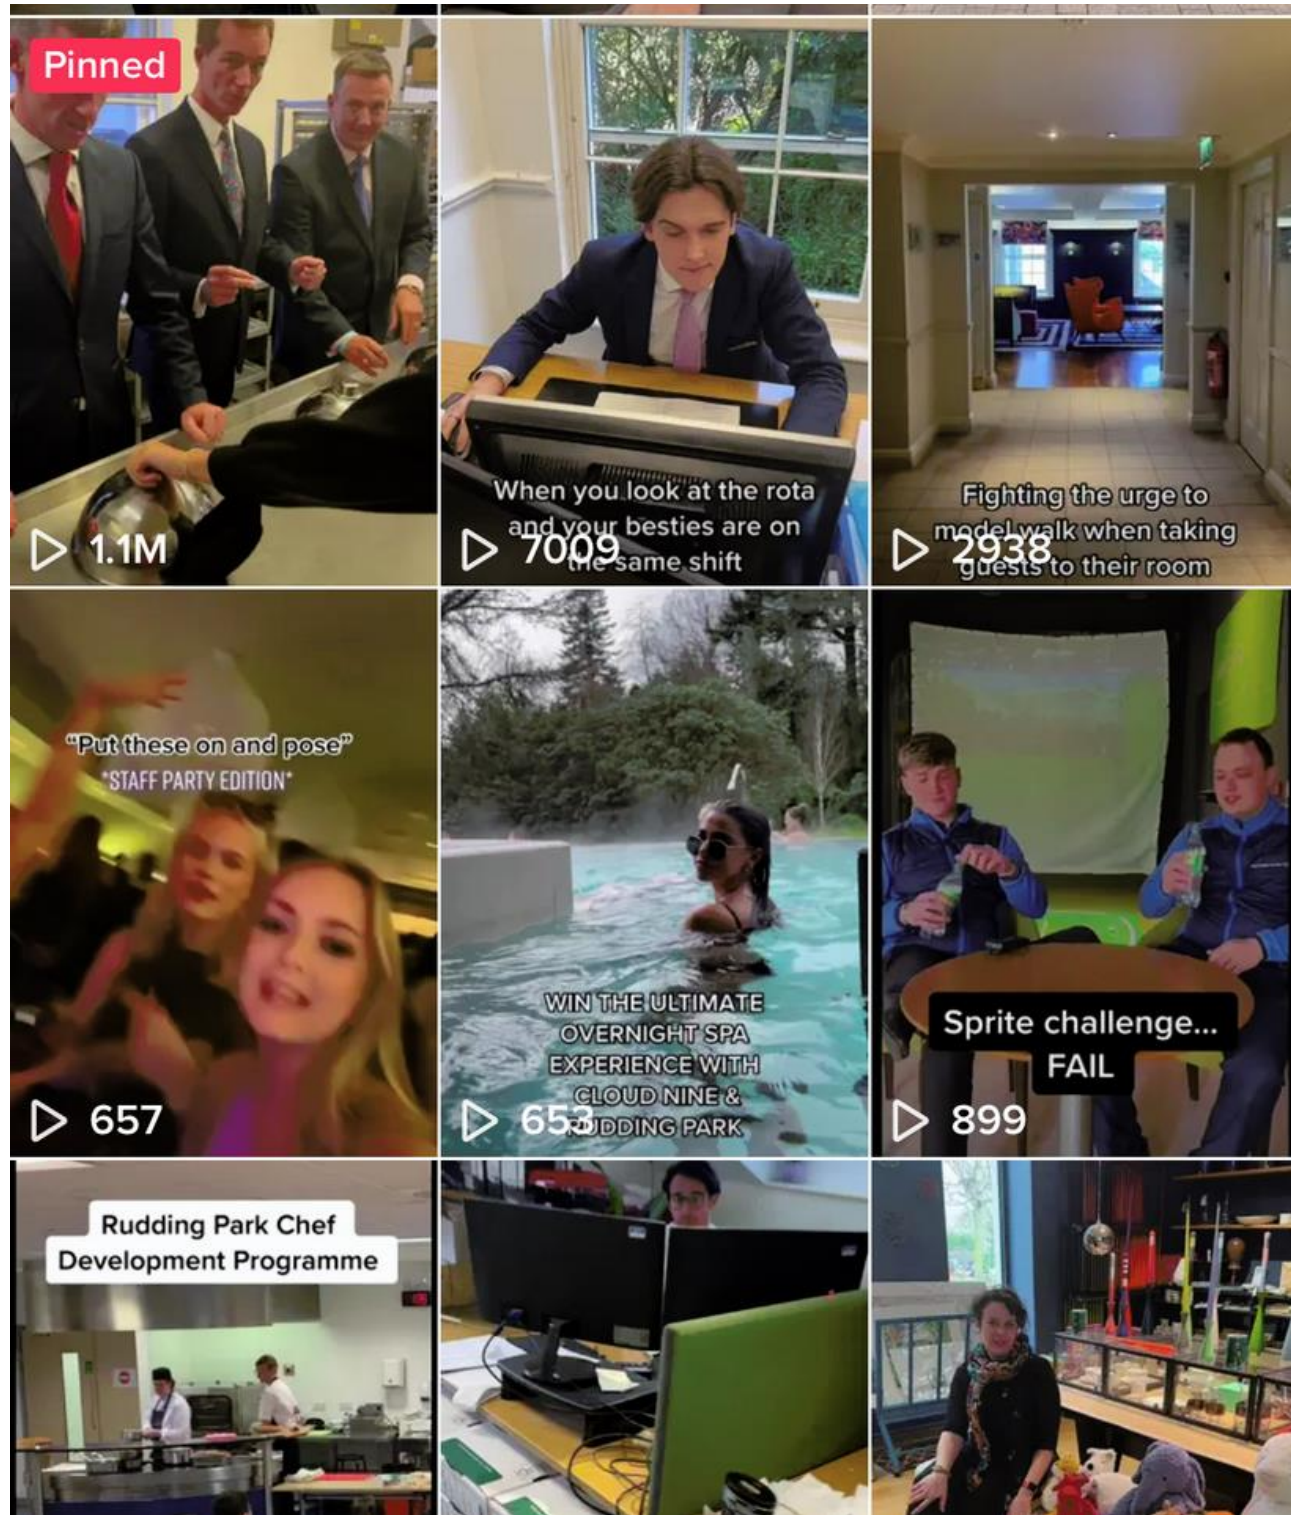 Pinned
1.1M
When you look at the rota
and your besties are on
the same shift
7009
Fighting the urge to
model walk when taking
guests to their room
2938
"Put these on and pose"
*STAFF PARTY EDITION*
657
WIN THE ULTIMATE
OVERNIGHT SPA
EXPERIENCE WITH
CLOUD NINE &
RUDDING PARK
653
Sprite challenge...
FAIL
899
Rudding Park Chef
Development Programme